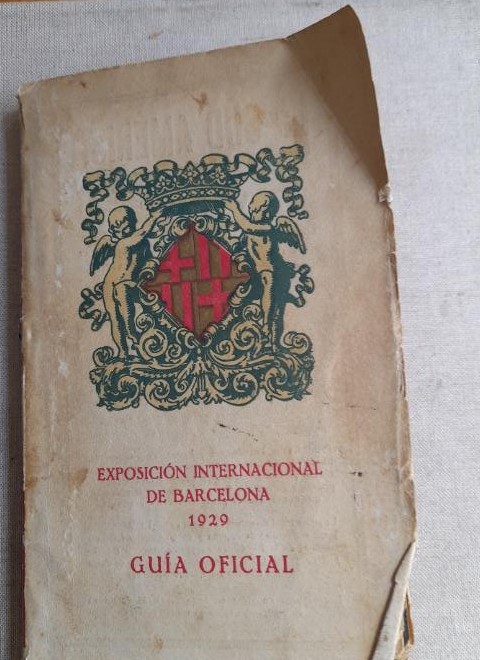 EXPOSICIÓN INTERNACIONAL
DE BARCELONA
1929
GUÍA OFICIAL